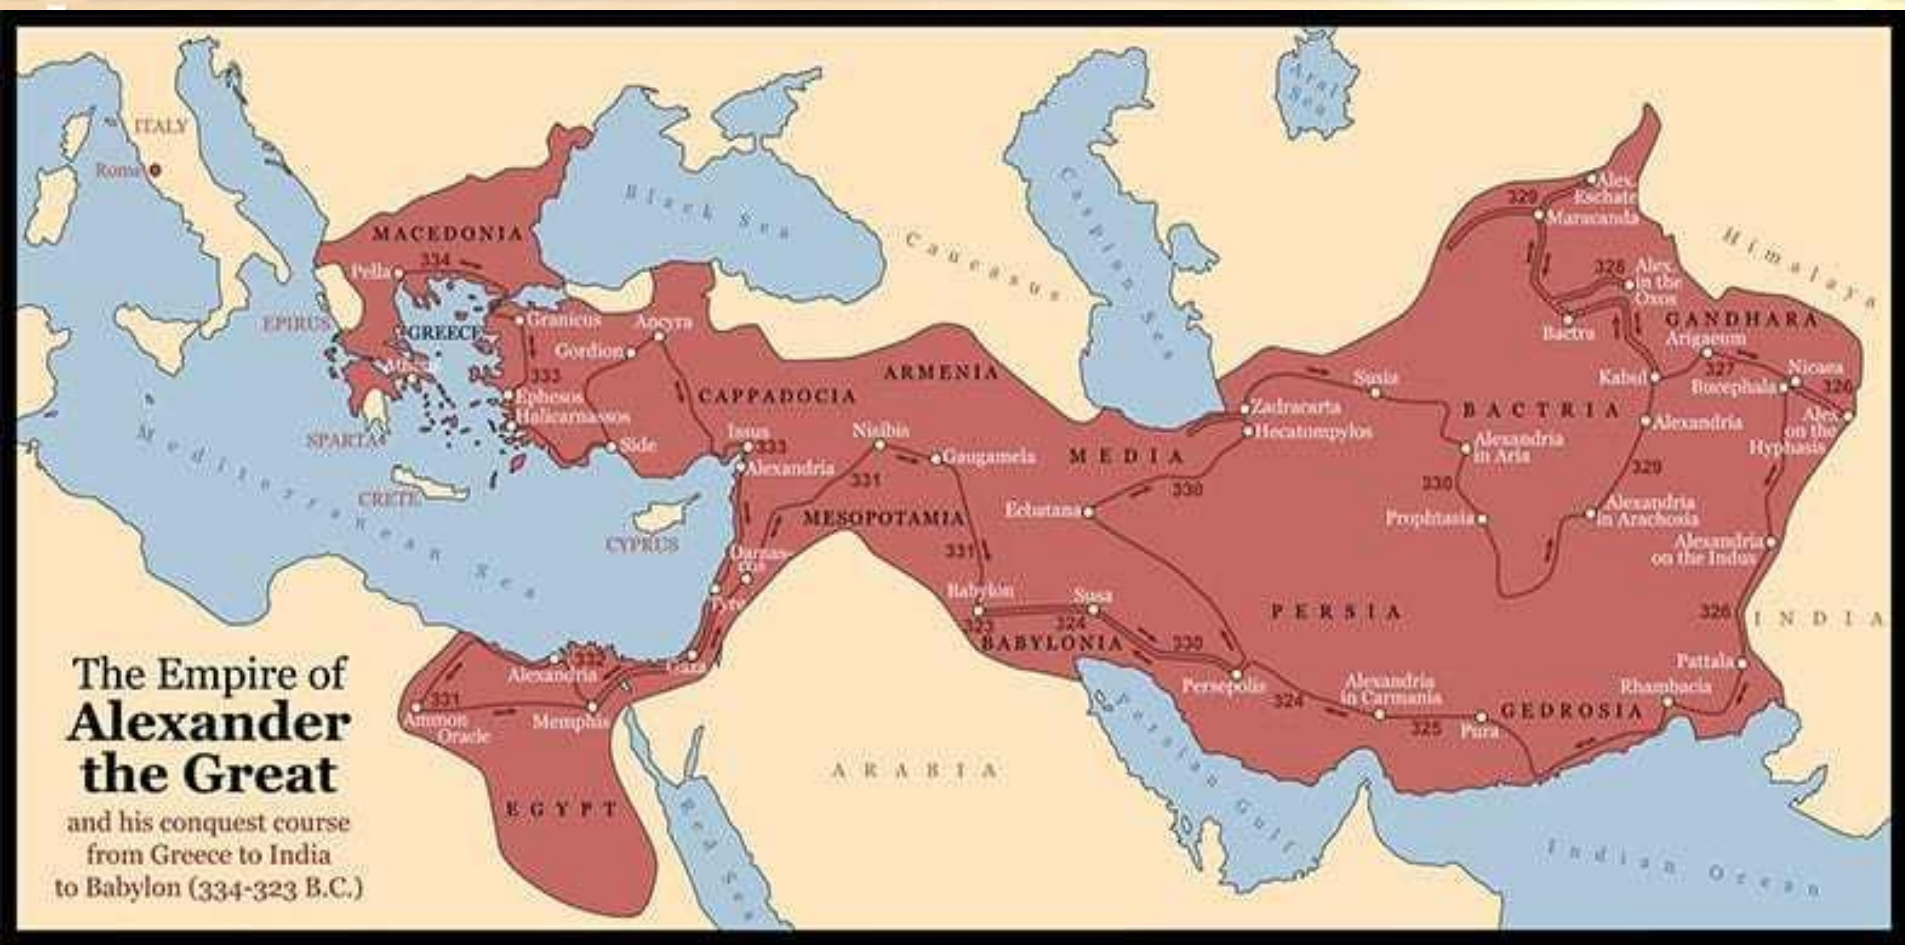 ITALY
Rome
Aral
Sea
Black Sea
Caspian Sea
Caucasus
Himalaya
MACEDONIA
334
Pella
EPIRUS
GREECE
Athens
SPARTA
CRETE
Mediterranean Sea
Granicus
Ancyra
Gordion
333
Ephesos
Halicarnassos
Side
CAPPADOCIA
ARMENIA
Issus
333
Alexandria
Nisibis
Gaugamela
331
MESOPOTAMIA
CYPRUS
Damas-
cus
Tyre
Gaza
331
Babylon
323
BABYLONIA
Susa
324
330
Persepolis
Ecbatana
MEDIA
330
Zadracarta
Hecatompylos
Susia
329
Alex.
Eschate
Maracanda
328
Alex.
in the
Oxos
Bactra
GANDHARA
Arigaeum
327
Nicaea
Bucephala
326
Alex.
on the
Hyphasis
Kabul
BACTRIA
Alexandria
Alexandria
in Aria
330
329
Prophtasia
Alexandria
in Arachosia
Alexandria
on the Indus
PERSIA
326
INDIA
Pattala
Rhambacia
GEDROSIA
Alexandria
in Carmania
324
325
Pura
Alexandria
332
331
Ammon
Oracle
Memphis
EGYPT
ARABIA
Red Sea
Persian Gulf
Indian Ocean
The Empire of
Alexander
the Great
and his conquest course
from Greece to India
to Babylon (334-323 B.C.)